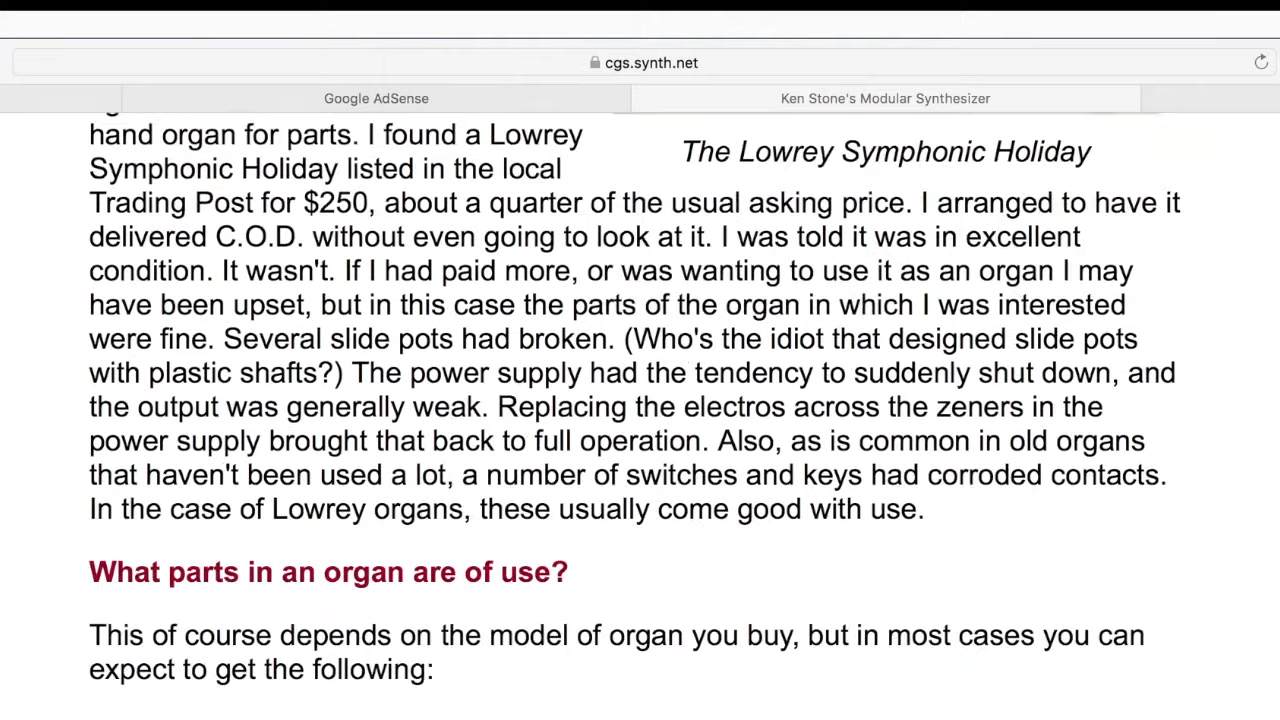 cgs.synth.net
Google AdSense
Ken Stone's Modular Synthesizer
hand organ for parts. I found a Lowrey
Symphonic Holiday listed in the local
The Lowrey Symphonic Holiday
Trading Post for $250, about a quarter of the usual asking price. I arranged to have it
delivered C.O.D. without even going to look at it. I was told it was in excellent
condition. It wasn't. If I had paid more, or was wanting to use it as an organ I may
have been upset, but in this case the parts of the organ in which I was interested
were fine. Several slide pots had broken. (Who's the idiot that designed slide pots
with plastic shafts?) The power supply had the tendency to suddenly shut down, and
the output was generally weak. Replacing the electros across the zeners in the
power supply brought that back to full operation. Also, as is common in old organs
that haven't been used a lot, a number of switches and keys had corroded contacts.
In the case of Lowrey organs, these usually come good with use.
What parts in an organ are of use?
This of course depends on the model of organ you buy, but in most cases you can
expect to get the following: